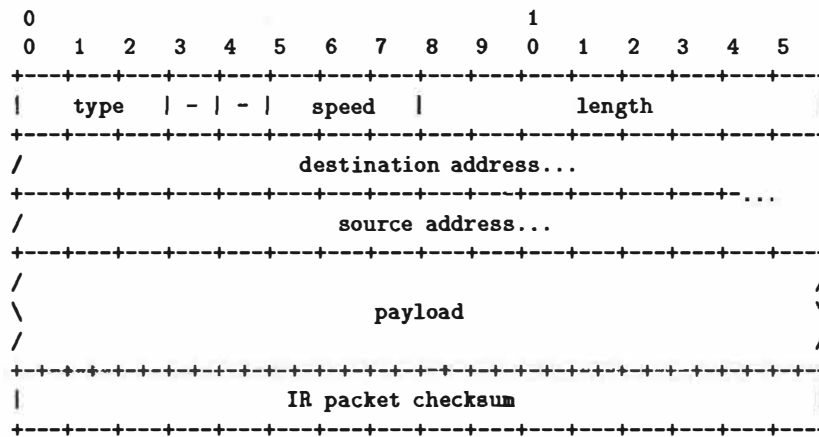 0 1
0 1 2 3 4 5 6 7 8 9 0 1 2 3 4 5
+---+---+---+---+---+---+---+---+---+---+---+---+---+---+---+---
| type | - | - | speed | length |
+---+---+---+---+---+---+---+---+---+---+---+---+---+---+---+---
/ destination address...
+---+---+---+---+---+---+---+---+---+---+---+---+---+---+-...
/ source address...
+---+---+---+---+---+---+---+---+---+---+---+---+---+---+---+---
/ /
\ payload \
/ /
+-+-+-+-+-+-+-+-+-+-+-+-+-+-+-+-+-+-+-+-+-+-+-+-+-+-+-+-+-+-+-+-
| IR packet checksum |
+---+---+---+---+---+---+---+---+---+---+---+---+---+---+---+---